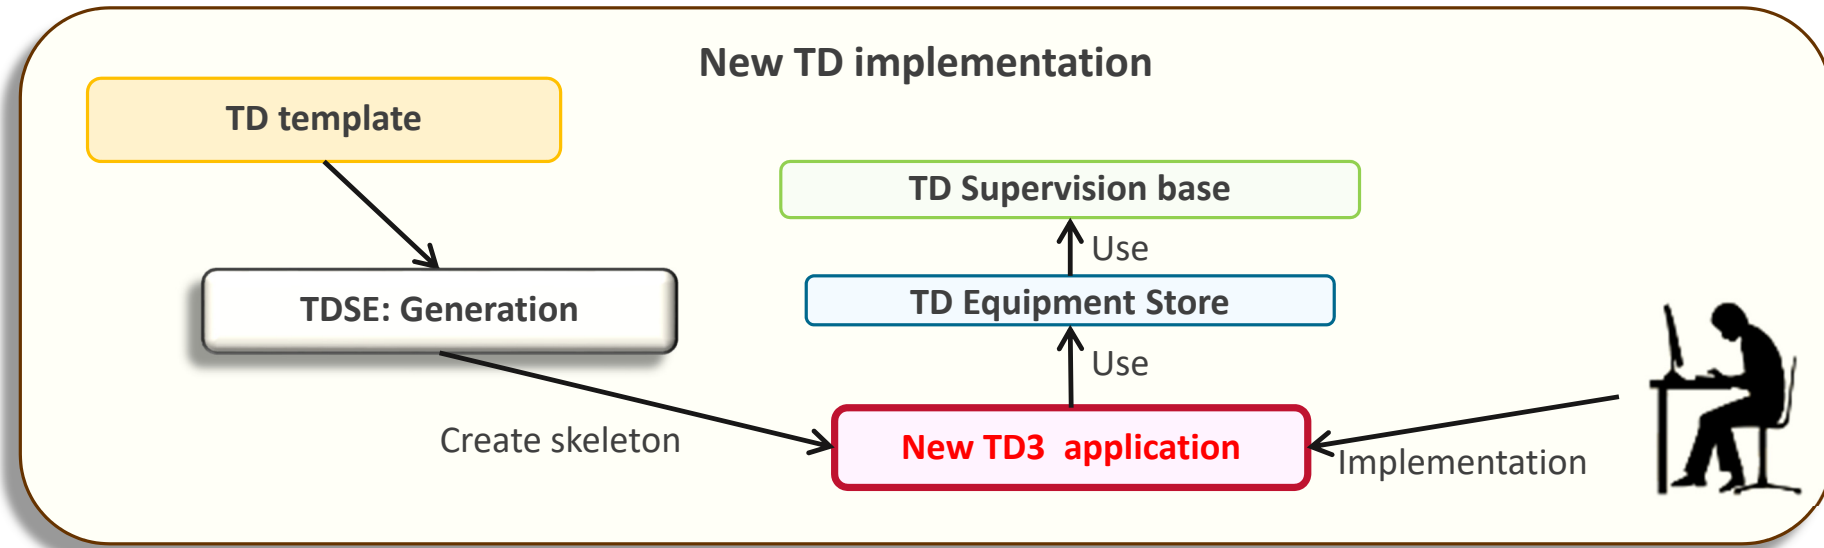 New TD implementation
TD template
TD Supervision base
Use
TDSE: Generation
TD Equipment Store
Use
Create skeleton
New TD3  application
Implementation